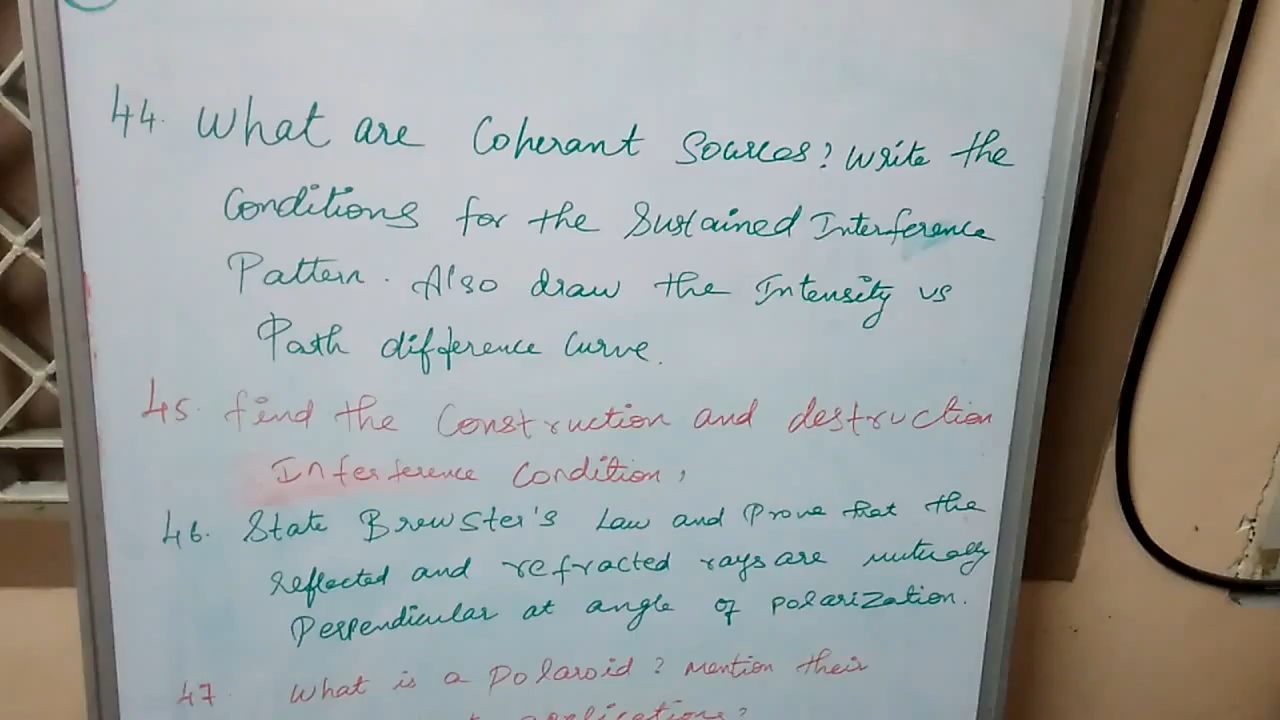 44. What are Coherant Sources? Write the
Conditions for the Sustained Interference
Pattern. Also draw the Intensity vs
Path difference Curve.
45. find the Construction and destruction
Interference Condition,
46. State Brewster's Law and Prove that the
reflected and refracted rays are mutually
Perpendicular at angle of polarization.
47. What is a Polaroid? Mention their
applications?